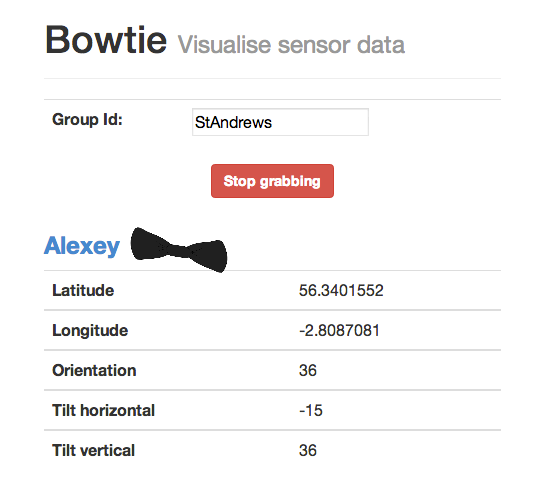 Bowtie Visualise sensor data
Group Id: StAndrews
Stop grabbing
Alexey
Latitude 56.3401552
Longitude -2.8087081
Orientation 36
Tilt horizontal -15
Tilt vertical 36